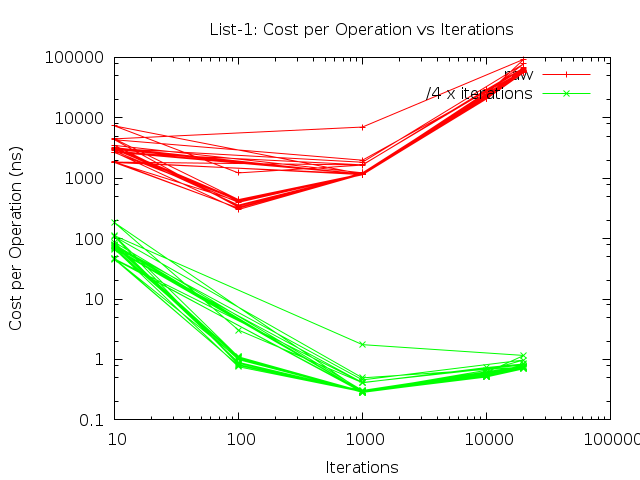 List-1: Cost per Operation vs Iterations
100000
10000
1000
100
10
1
0.1
Cost per Operation (ns)
raw
/4 x iterations
10
100
1000
10000
100000
Iterations